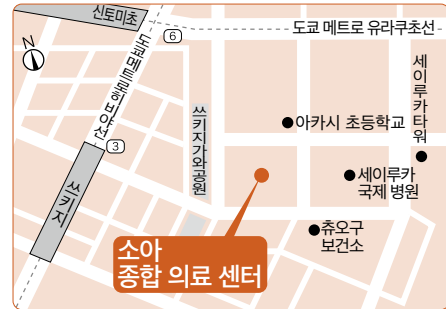 신토미초
도쿄 메트로 유라쿠초선
6
N
도쿄메트로히비야선
세이루카타워
쓰키지가와공원
아카시 초등학교
3
쓰키지
세이루카
국제 병원
츄오구
보건소
소아
종합 의료 센터